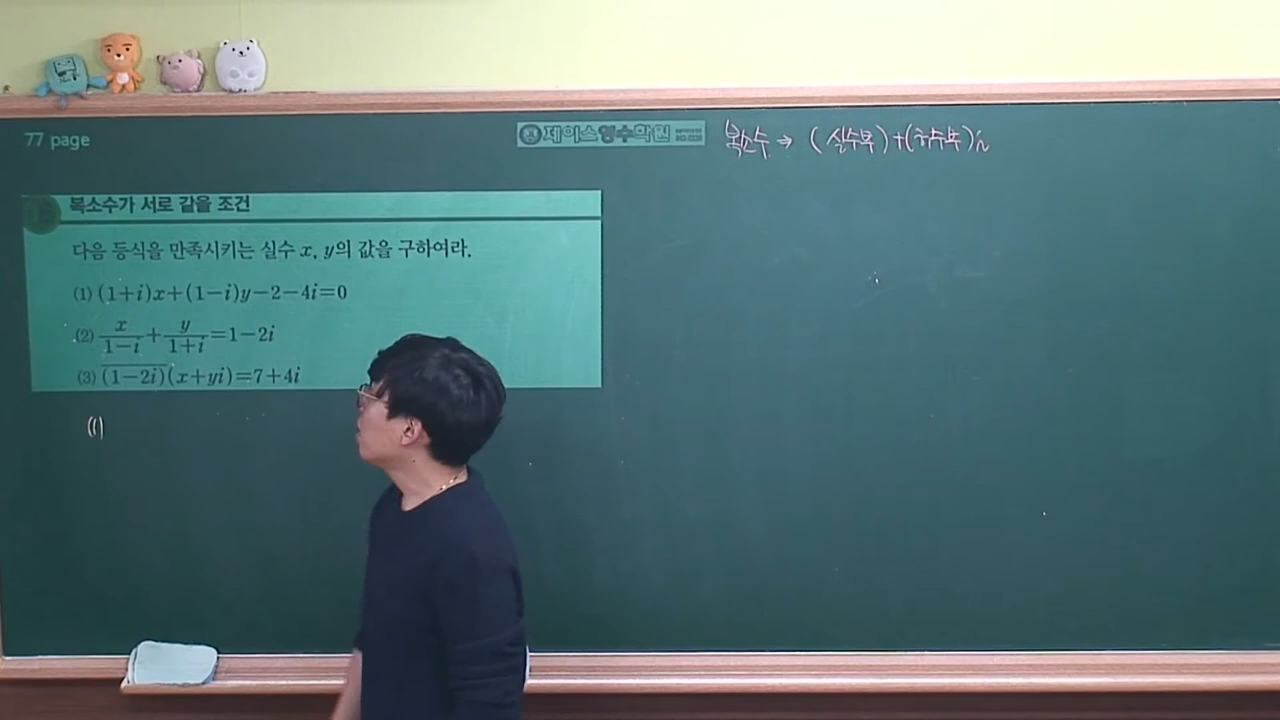 77 page
제이스영수학원
복소수 → (실수부)+(허수부)i
복소수가 서로 같을 조건
다음 등식을 만족시키는 실수 x, y의 값을 구하여라.
(1) (1+i)x+(1−i)y−2−4i=0
(2) x/(1−i)+y/(1+i)=1−2i
(3) \overline{(1−2i)}(x+yi)=7+4i
(1)